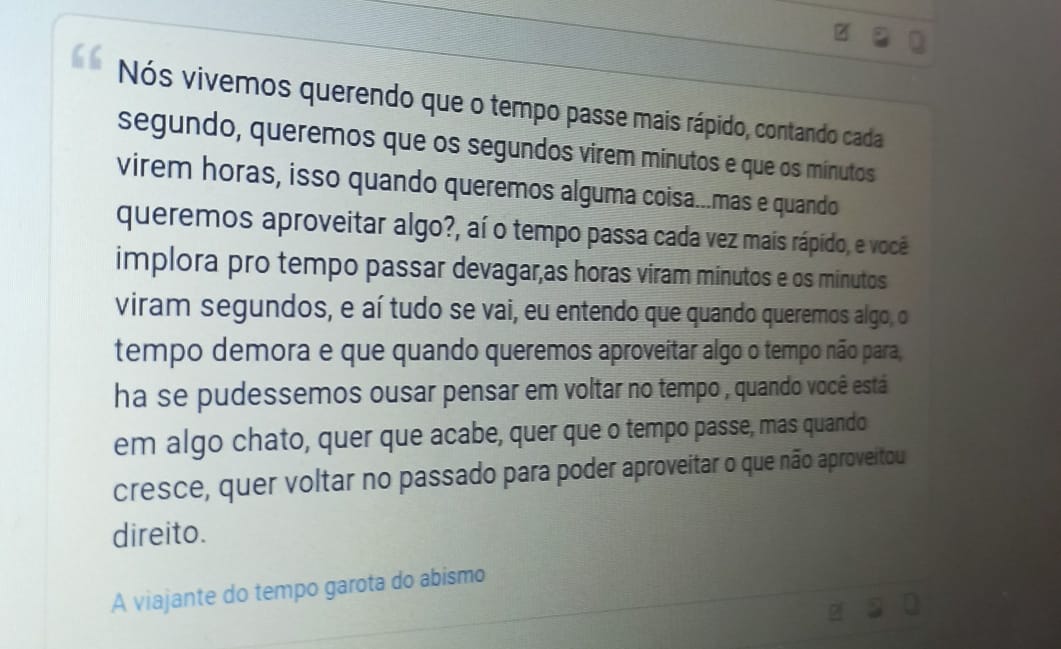 Nós vivemos querendo que o tempo passe mais rápido, contando cada
segundo, queremos que os segundos virem minutos e que os minutos
virem horas, isso quando queremos alguma coisa...mas e quando
queremos aproveitar algo?, aí o tempo passa cada vez mais rápido, e você
implora pro tempo passar devagar,as horas viram minutos e os minutos
viram segundos, e aí tudo se vai, eu entendo que quando queremos algo, o
tempo demora e que quando queremos aproveitar algo o tempo não para,
ha se pudessemos ousar pensar em voltar no tempo , quando você está
em algo chato, quer que acabe, quer que o tempo passe, mas quando
cresce, quer voltar no passado para poder aproveitar o que não aproveitou
direito.
A viajante do tempo garota do abismo